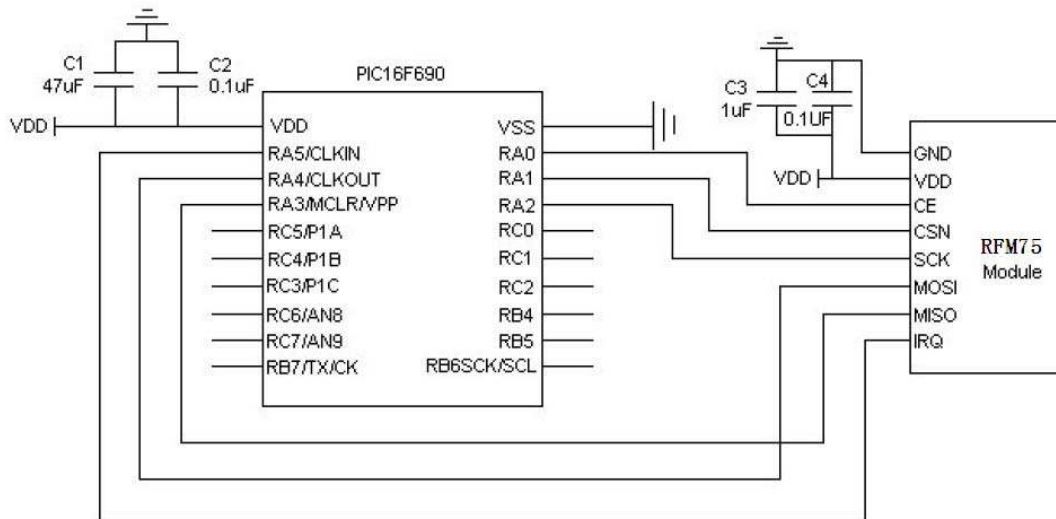 C1
47uF
C2
0.1uF
VDD
PIC16F690
VDD
RA5/CLKIN
RA4/CLKOUT
RA3/MCLR/VPP
RC5/P1A
RC4/P1B
RC3/P1C
RC6/AN8
RC7/AN9
RB7/TX/CK
VSS
RA0
RA1
RA2
RC0
RC1
RC2
RB4
RB5
RB6SCK/SCL
C3
1uF
C4
0.1UF
VDD
GND
VDD
CE
CSN
SCK
MOSI
MISO
IRQ
RFM75
Module